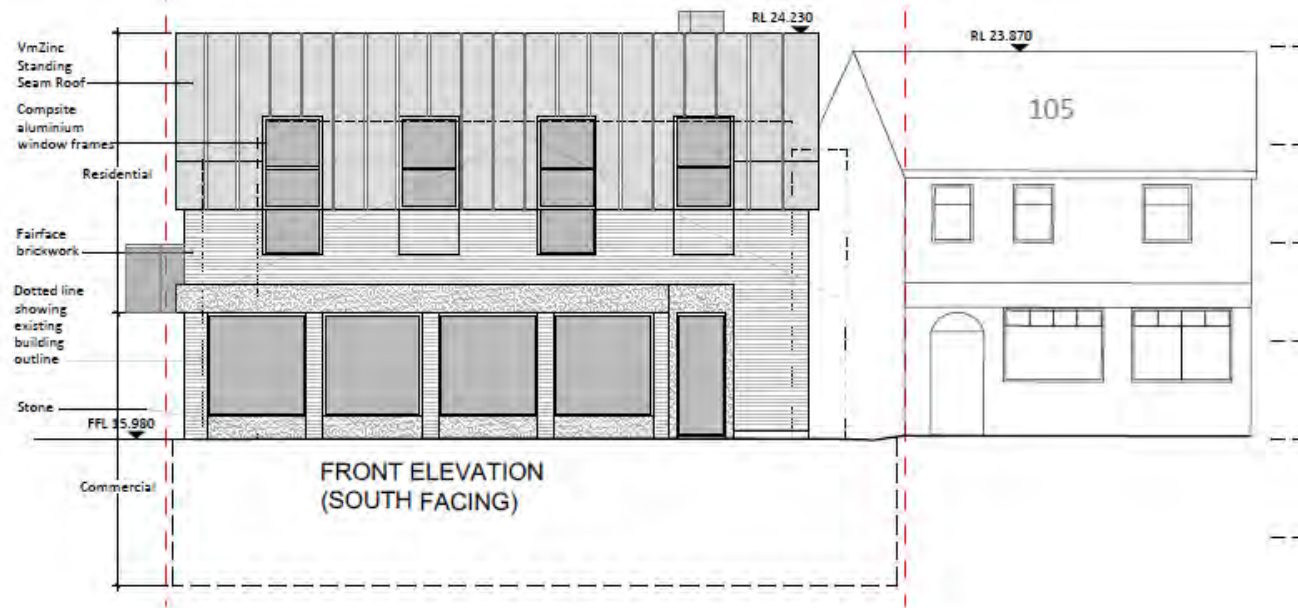 RL 24.230
RL 23.870
VmZinc
Standing
Seam Roof
105
Compsite
aluminium
window frames
Residential
Fairface
brickwork
Dotted line
showing
existing
building
outline
Stone
FFL 15.980
FRONT ELEVATION
(SOUTH FACING)
Commercial